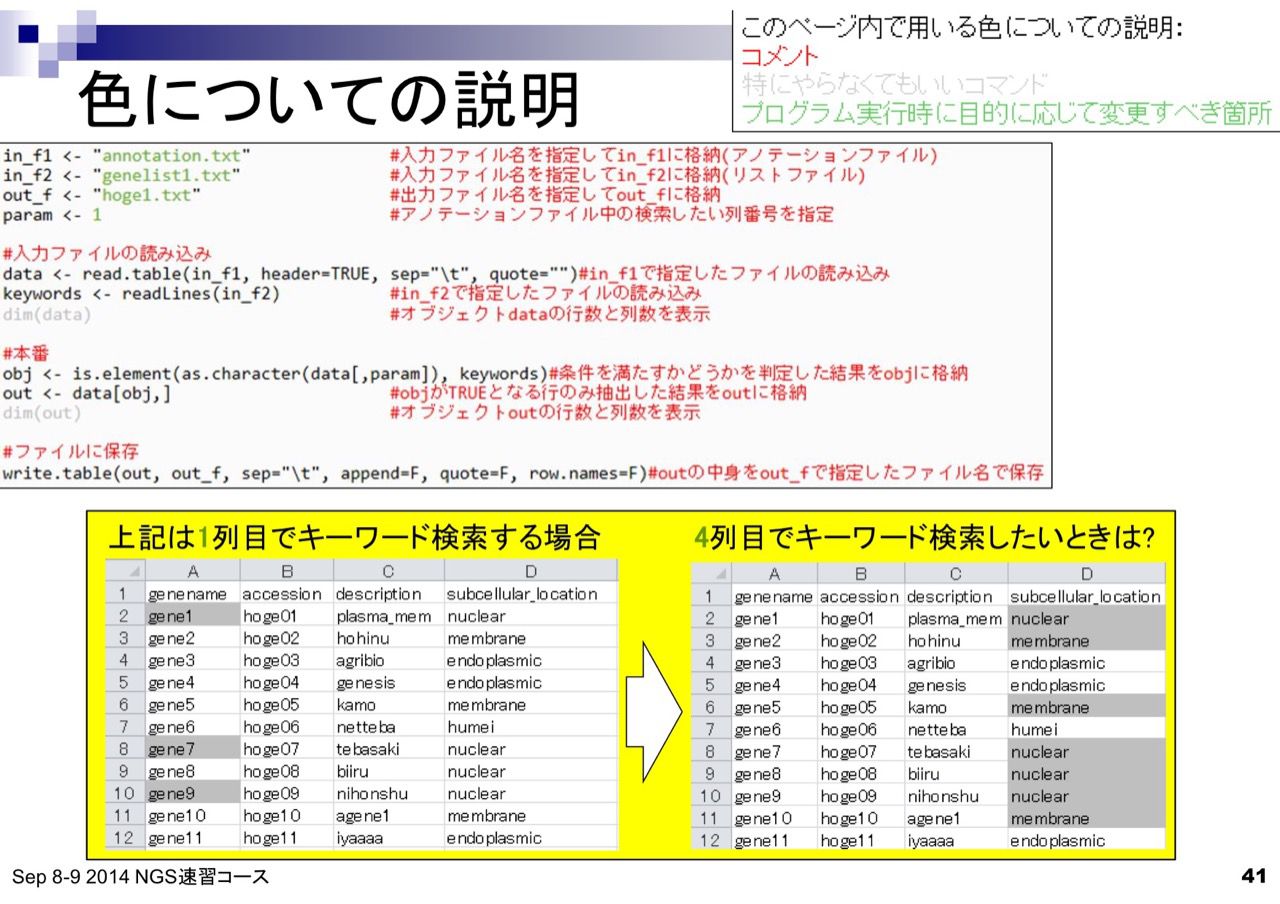 色についての説明
このページ内で用いる色についての説明:
コメント
特にやらなくてもいいコマンド
プログラム実行時に目的に応じて変更すべき箇所
in_f1 <- "annotation.txt" #入力ファイル名を指定してin_f1に格納(アノテーションファイル)
in_f2 <- "genelist1.txt" #入力ファイル名を指定してin_f2に格納(リストファイル)
out_f <- "hoge1.txt" #出力ファイル名を指定してout_fに格納
param <- 1 #アノテーションファイル中の検索したい列番号を指定
#入力ファイルの読み込み
data <- read.table(in_f1, header=TRUE, sep="\t", quote="")#in_f1で指定したファイルの読み込み
keywords <- readLines(in_f2) #in_f2で指定したファイルの読み込み
dim(data) #オブジェクトdataの行数と列数を表示
#本番
obj <- is.element(as.character(data[,param]), keywords)#条件を満たすかどうかを判定した結果をobjに格納
out <- data[obj,] #objがTRUEとなる行のみ抽出した結果をoutに格納
dim(out) #オブジェクトoutの行数と列数を表示
#ファイルに保存
write.table(out, out_f, sep="\t", append=F, quote=F, row.names=F)#outの中身をout_fで指定したファイル名で保存
上記は1列目でキーワード検索する場合
A B C D
1 genename accession description subcellular_location
2 gene1 hoge01 plasma_mem nuclear
3 gene2 hoge02 hohinu membrane
4 gene3 hoge03 agribio endoplasmic
5 gene4 hoge04 genesis endoplasmic
6 gene5 hoge05 kamo membrane
7 gene6 hoge06 netteba humei
8 gene7 hoge07 tebasaki nuclear
9 gene8 hoge08 biiru nuclear
10 gene9 hoge09 nihonshu nuclear
11 gene10 hoge10 agene1 membrane
12 gene11 hoge11 iyaaaa endoplasmic
4列目でキーワード検索したいときは?
A B C D
1 genename accession description subcellular_location
2 gene1 hoge01 plasma_mem nuclear
3 gene2 hoge02 hohinu membrane
4 gene3 hoge03 agribio endoplasmic
5 gene4 hoge04 genesis endoplasmic
6 gene5 hoge05 kamo membrane
7 gene6 hoge06 netteba humei
8 gene7 hoge07 tebasaki nuclear
9 gene8 hoge08 biiru nuclear
10 gene9 hoge09 nihonshu nuclear
11 gene10 hoge10 agene1 membrane
12 gene11 hoge11 iyaaaa endoplasmic
Sep 8-9 2014 NGS速習コース
41